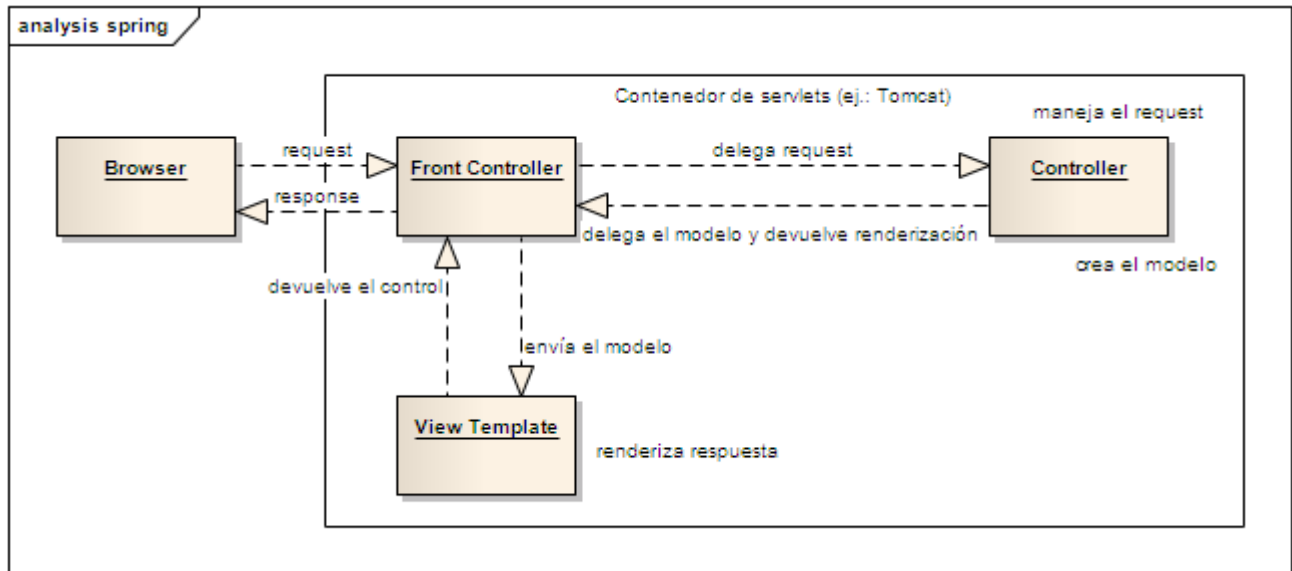 analysis spring
Contenedor de servlets (ej.: Tomcat)
maneja el request
Browser
request
response
Front Controller
delega request
delega el modelo y devuelve renderización
Controller
crea el modelo
devuelve el control
envía el modelo
View Template
renderiza respuesta